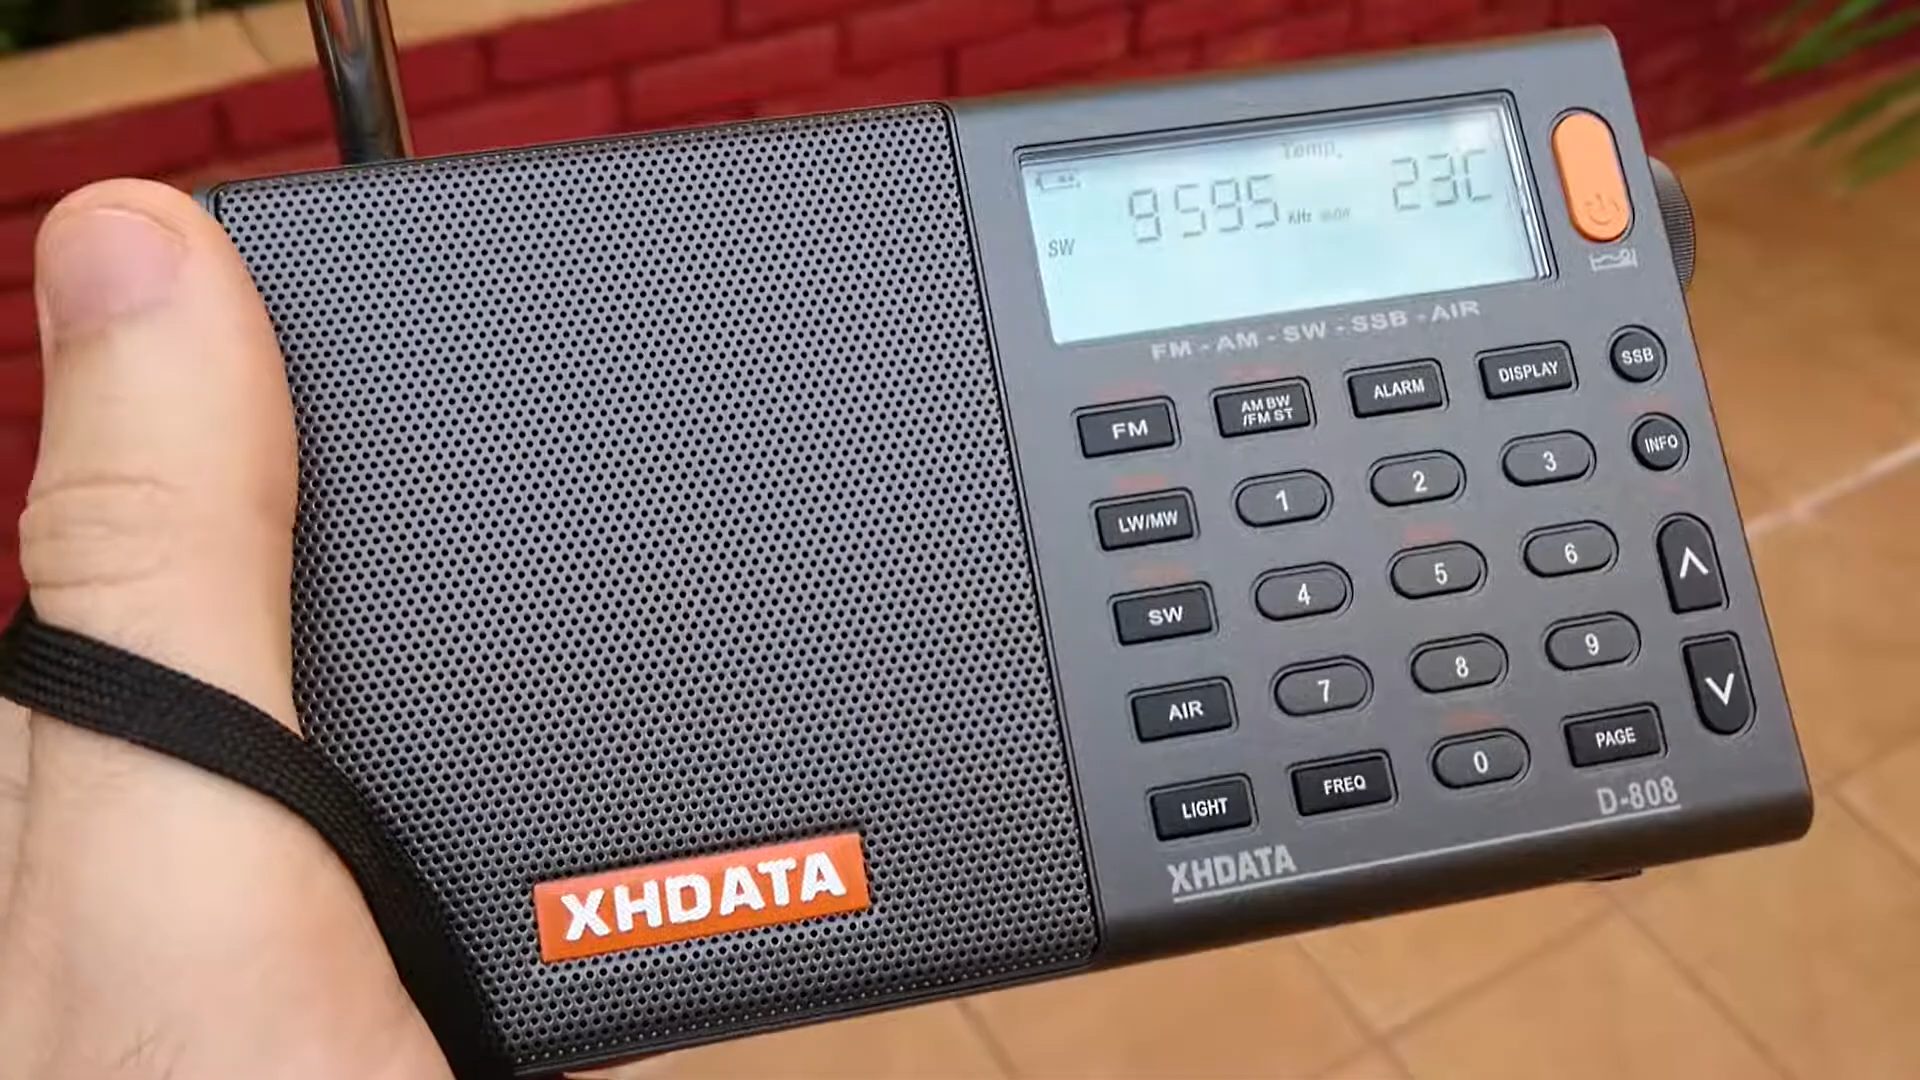 Temp.
9595 KHz 23C
SW
FM - AM - SW - SSB - AIR
FM
AM BW
/FM ST
ALARM
DISPLAY
SSB
LW/MW
1
2
3
INFO
SW
4
5
6
AIR
7
8
9
LIGHT
FREQ
0
PAGE
D-808
XHDATA
XHDATA